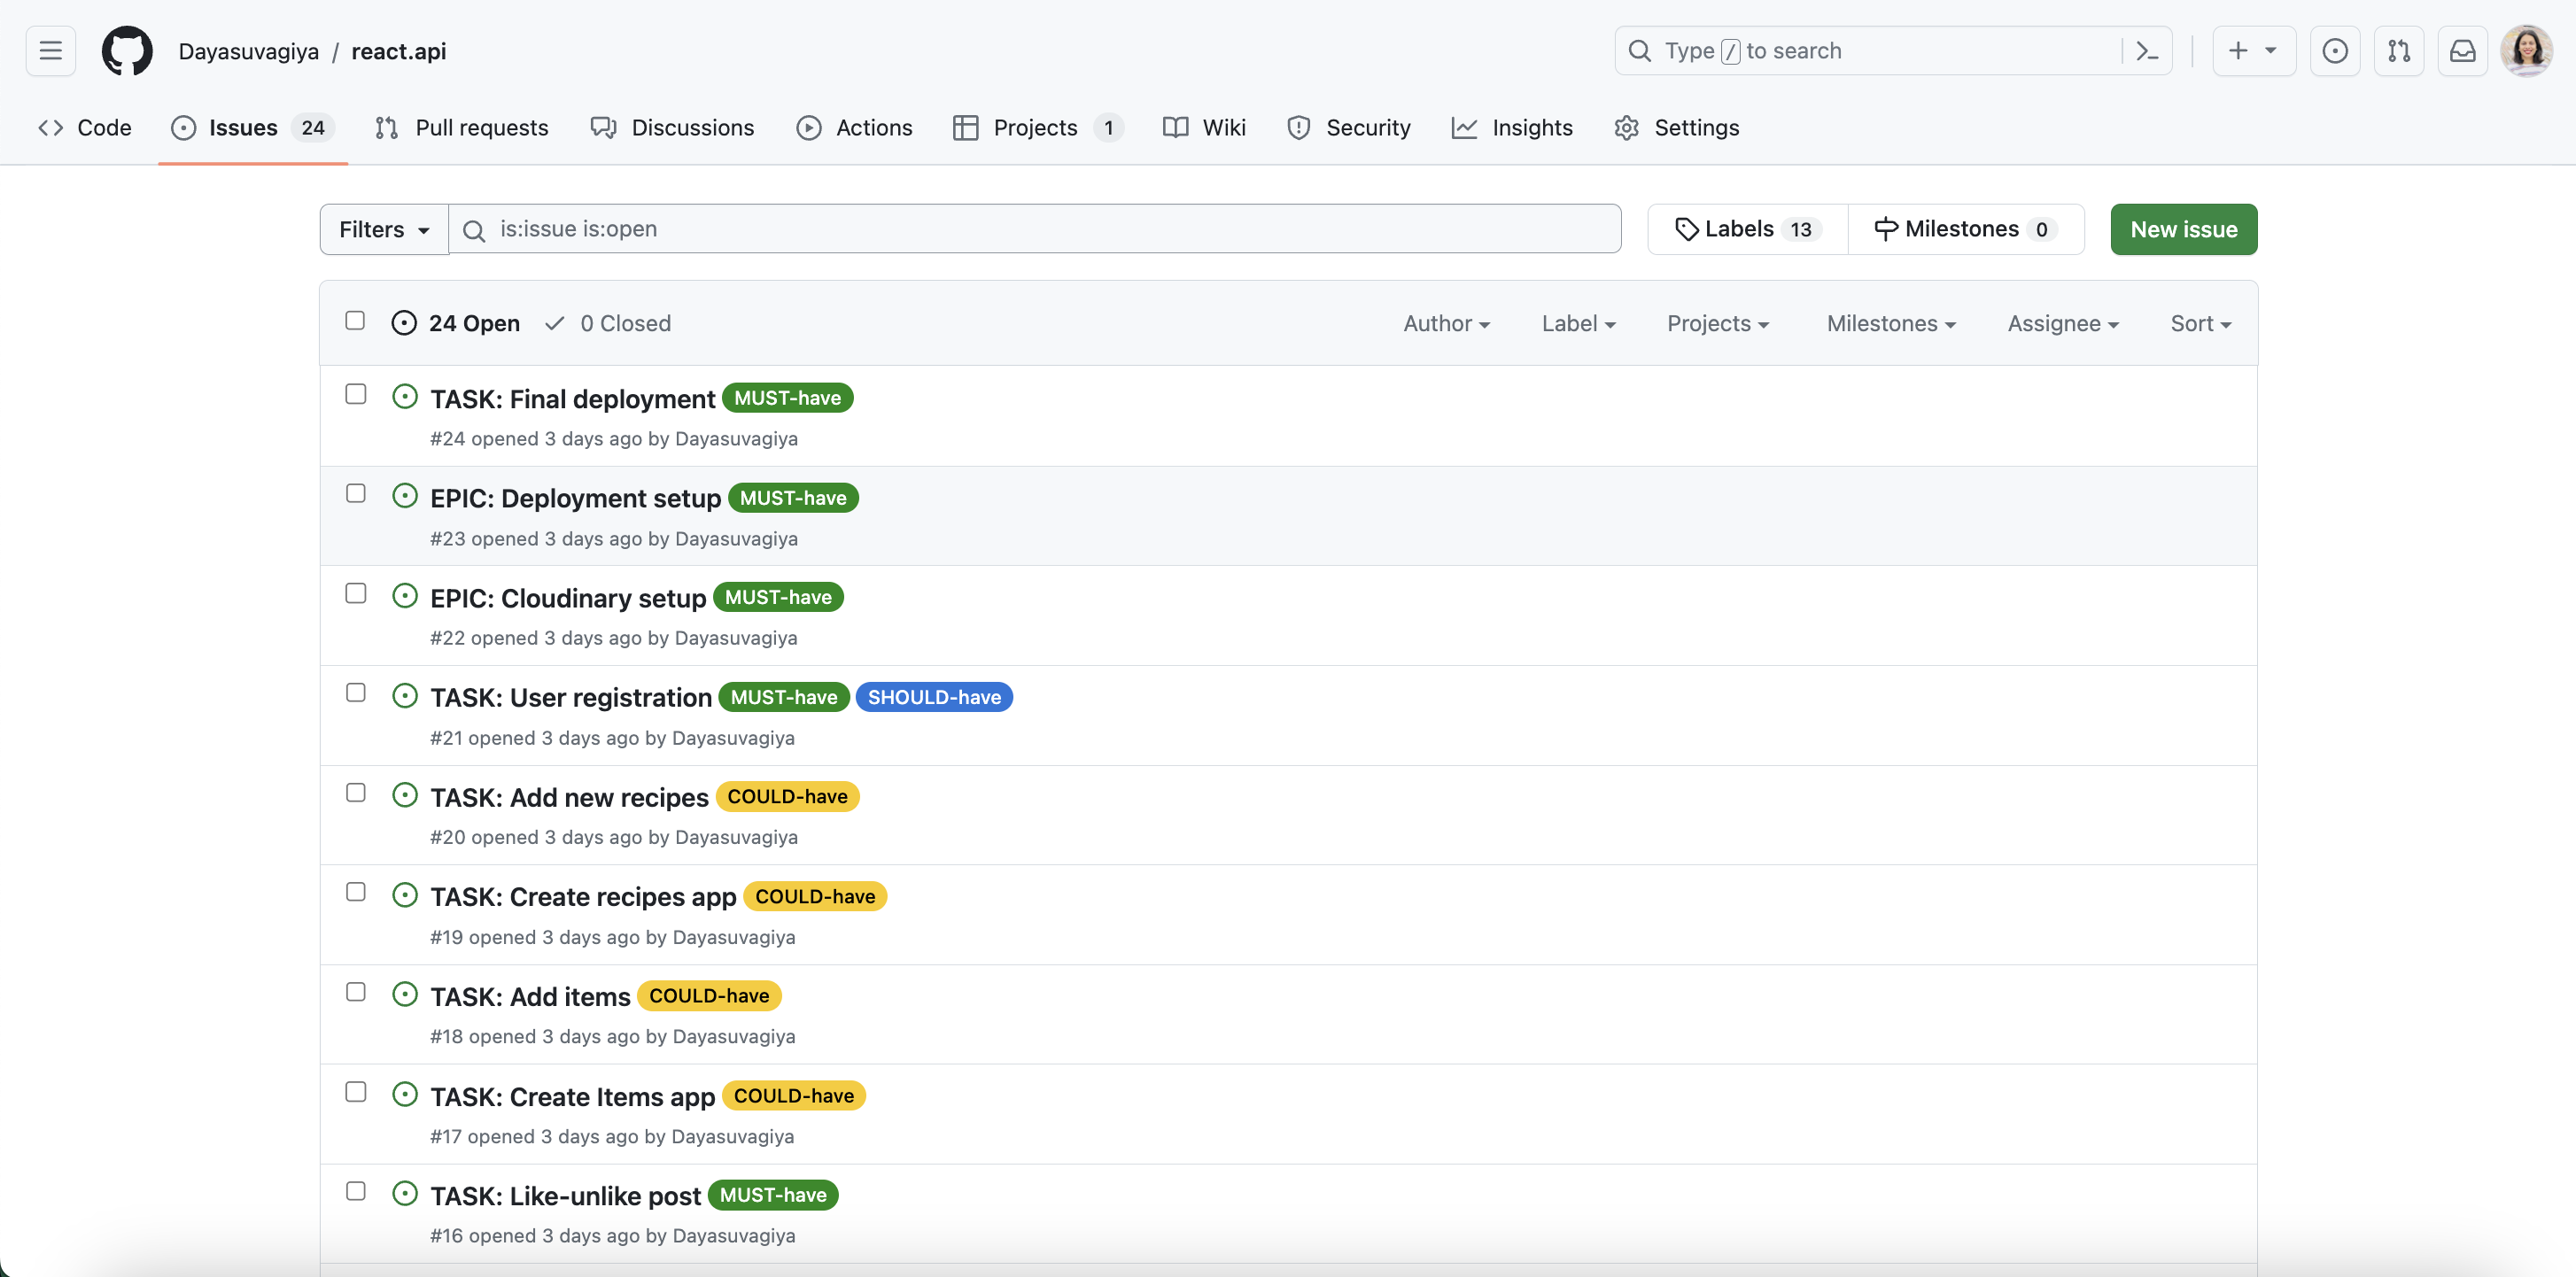 Dayasuvagiya / react.api
Type / to search
Code Issues 24 Pull requests Discussions Actions Projects 1 Wiki Security Insights Settings
Filters is:issue is:open Labels 13 Milestones 0 New issue
24 Open 0 Closed Author Label Projects Milestones Assignee Sort
TASK: Final deployment MUST-have
#24 opened 3 days ago by Dayasuvagiya
EPIC: Deployment setup MUST-have
#23 opened 3 days ago by Dayasuvagiya
EPIC: Cloudinary setup MUST-have
#22 opened 3 days ago by Dayasuvagiya
TASK: User registration MUST-have SHOULD-have
#21 opened 3 days ago by Dayasuvagiya
TASK: Add new recipes COULD-have
#20 opened 3 days ago by Dayasuvagiya
TASK: Create recipes app COULD-have
#19 opened 3 days ago by Dayasuvagiya
TASK: Add items COULD-have
#18 opened 3 days ago by Dayasuvagiya
TASK: Create Items app COULD-have
#17 opened 3 days ago by Dayasuvagiya
TASK: Like-unlike post MUST-have
#16 opened 3 days ago by Dayasuvagiya